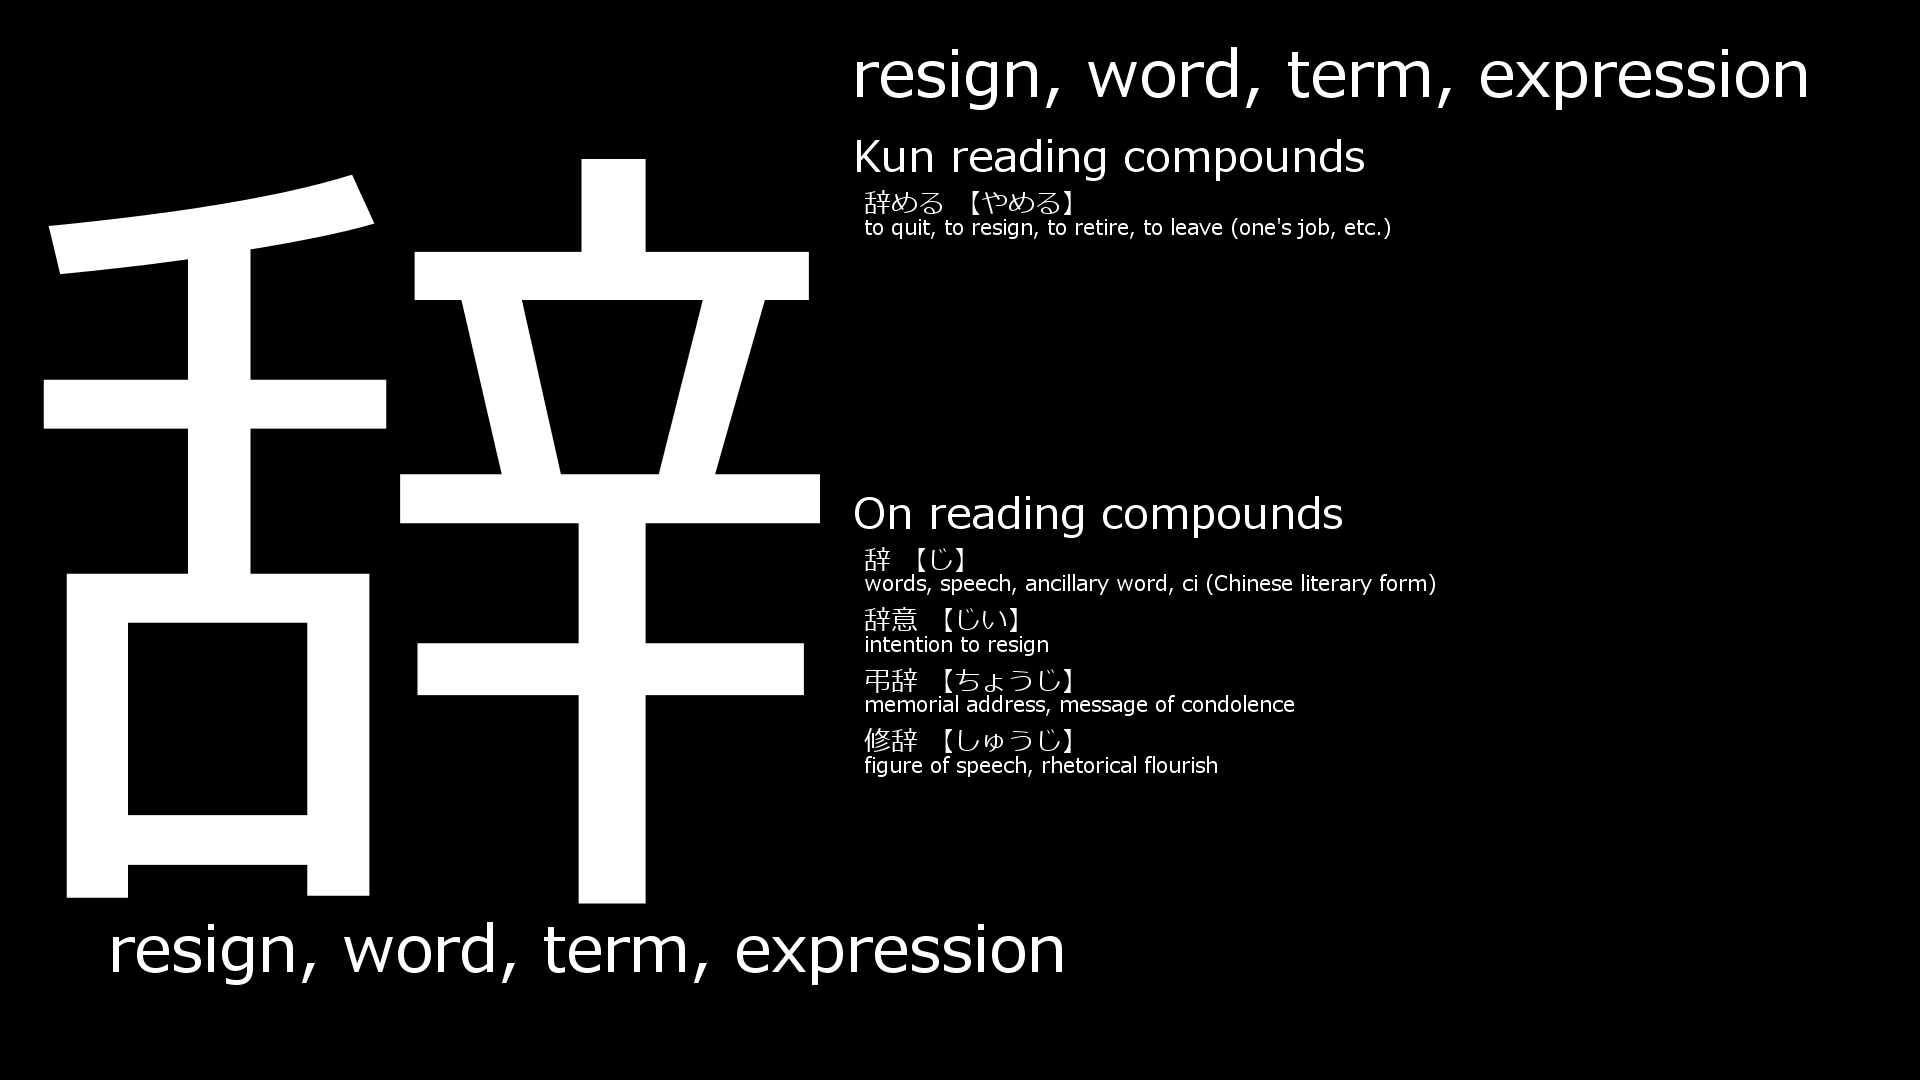 辞
resign, word, term, expression
resign, word, term, expression
Kun reading compounds
辞める 【やめる】
to quit, to resign, to retire, to leave (one's job, etc.)
On reading compounds
辞 【じ】
words, speech, ancillary word, ci (Chinese literary form)
辞意 【じい】
intention to resign
弔辞 【ちょうじ】
memorial address, message of condolence
修辞 【しゅうじ】
figure of speech, rhetorical flourish